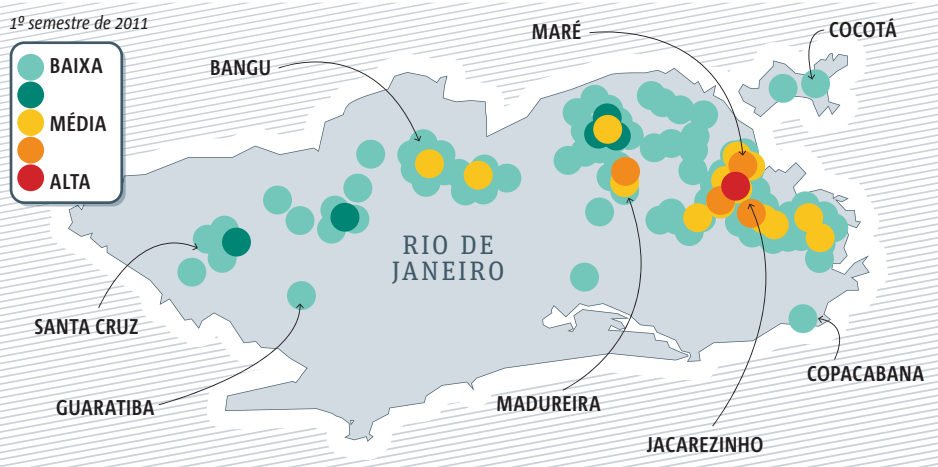 1º semestre de 2011
BAIXA
MÉDIA
ALTA
BANGU
MARÉ
COCOTÁ
RIO DE
JANEIRO
SANTA CRUZ
GUARATIBA
MADUREIRA
JACAREZINHO
COPACABANA